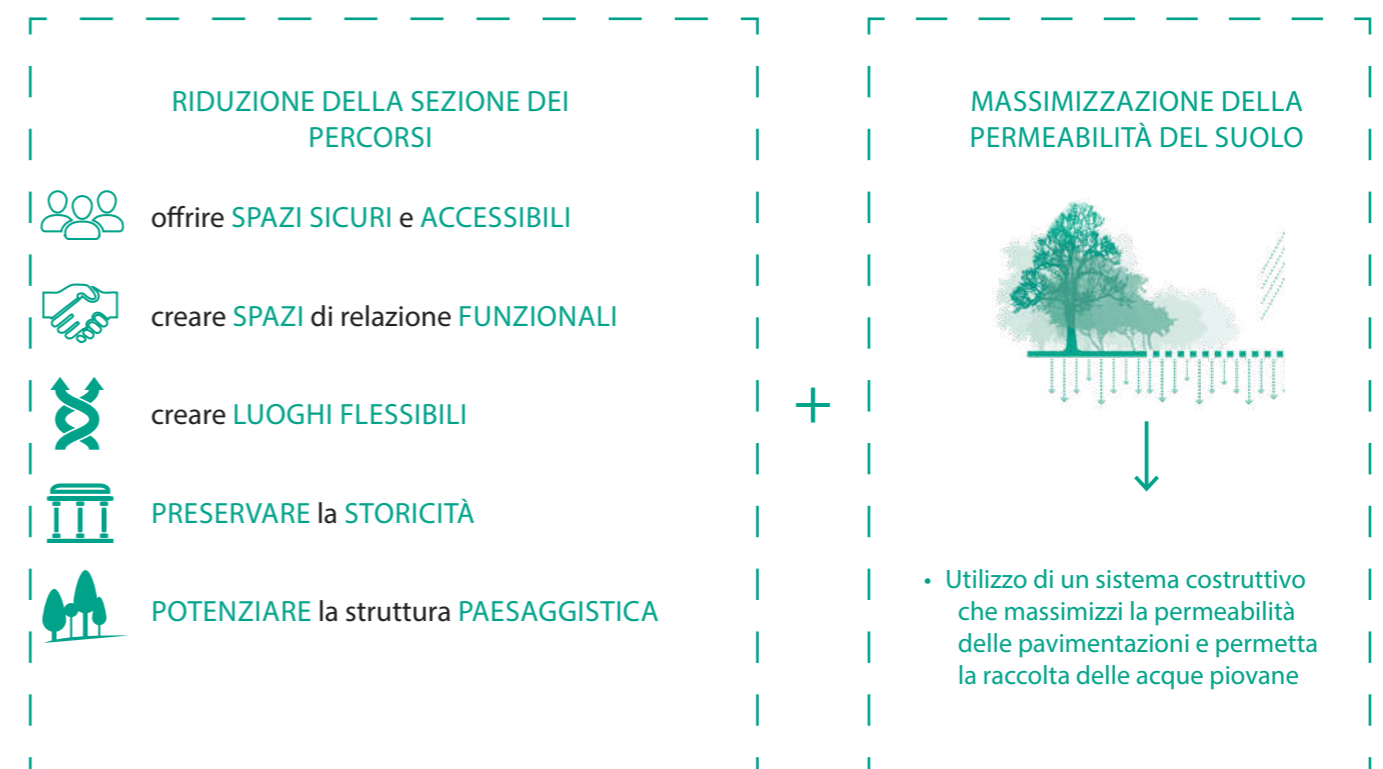 RIDUZIONE DELLA SEZIONE DEI
PERCORSI
offrire SPAZI SICURI e ACCESSIBILI
creare SPAZI di relazione FUNZIONALI
creare LUOGHI FLESSIBILI
PRESERVARE la STORICITÀ
POTENZIARE la struttura PAESAGGISTICA
+
MASSIMIZZAZIONE DELLA
PERMEABILITÀ DEL SUOLO
• Utilizzo di un sistema costruttivo
che massimizzi la permeabilità
delle pavimentazioni e permetta
la raccolta delle acque piovane